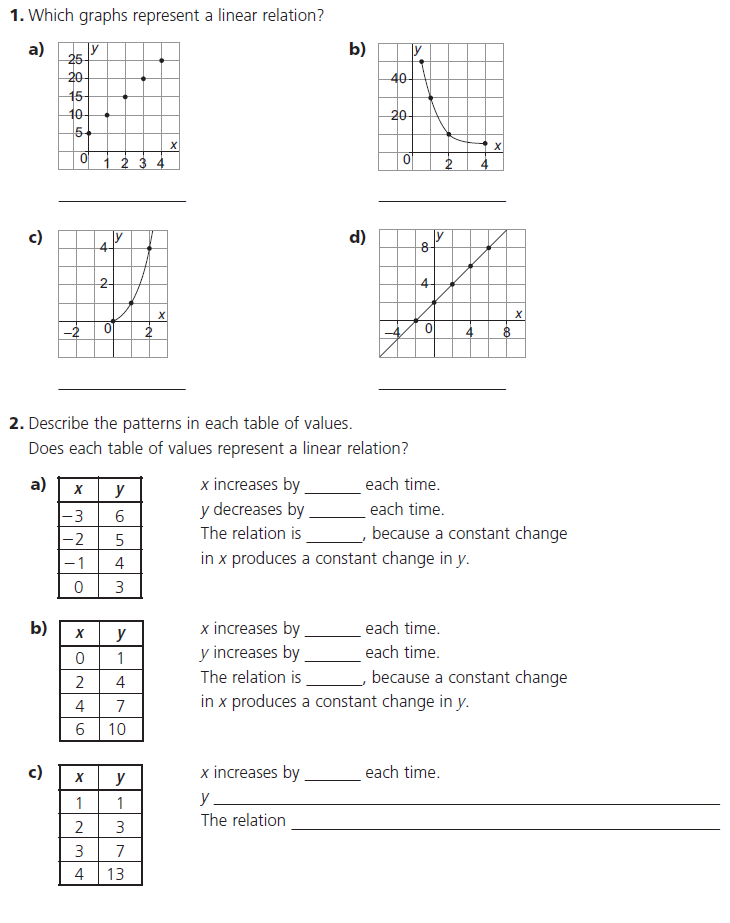 1. Which graphs represent a linear relation?
a)
y
25
20
15
10
5
x
0 1 2 3 4
b)
y
40
20
x
0 2 4
c)
y
4
2
x
-2 0 2
d)
y
8
4
x
-4 0 4 8
2. Describe the patterns in each table of values.
Does each table of values represent a linear relation?
a)
x y
-3 6
-2 5
-1 4
0 3
x increases by ______ each time.
y decreases by ______ each time.
The relation is ______, because a constant change
in x produces a constant change in y.
b)
x y
0 1
2 4
4 7
6 10
x increases by ______ each time.
y increases by ______ each time.
The relation is ______, because a constant change
in x produces a constant change in y.
c)
x y
1 1
2 3
3 7
4 13
x increases by ______ each time.
y ______
The relation ______